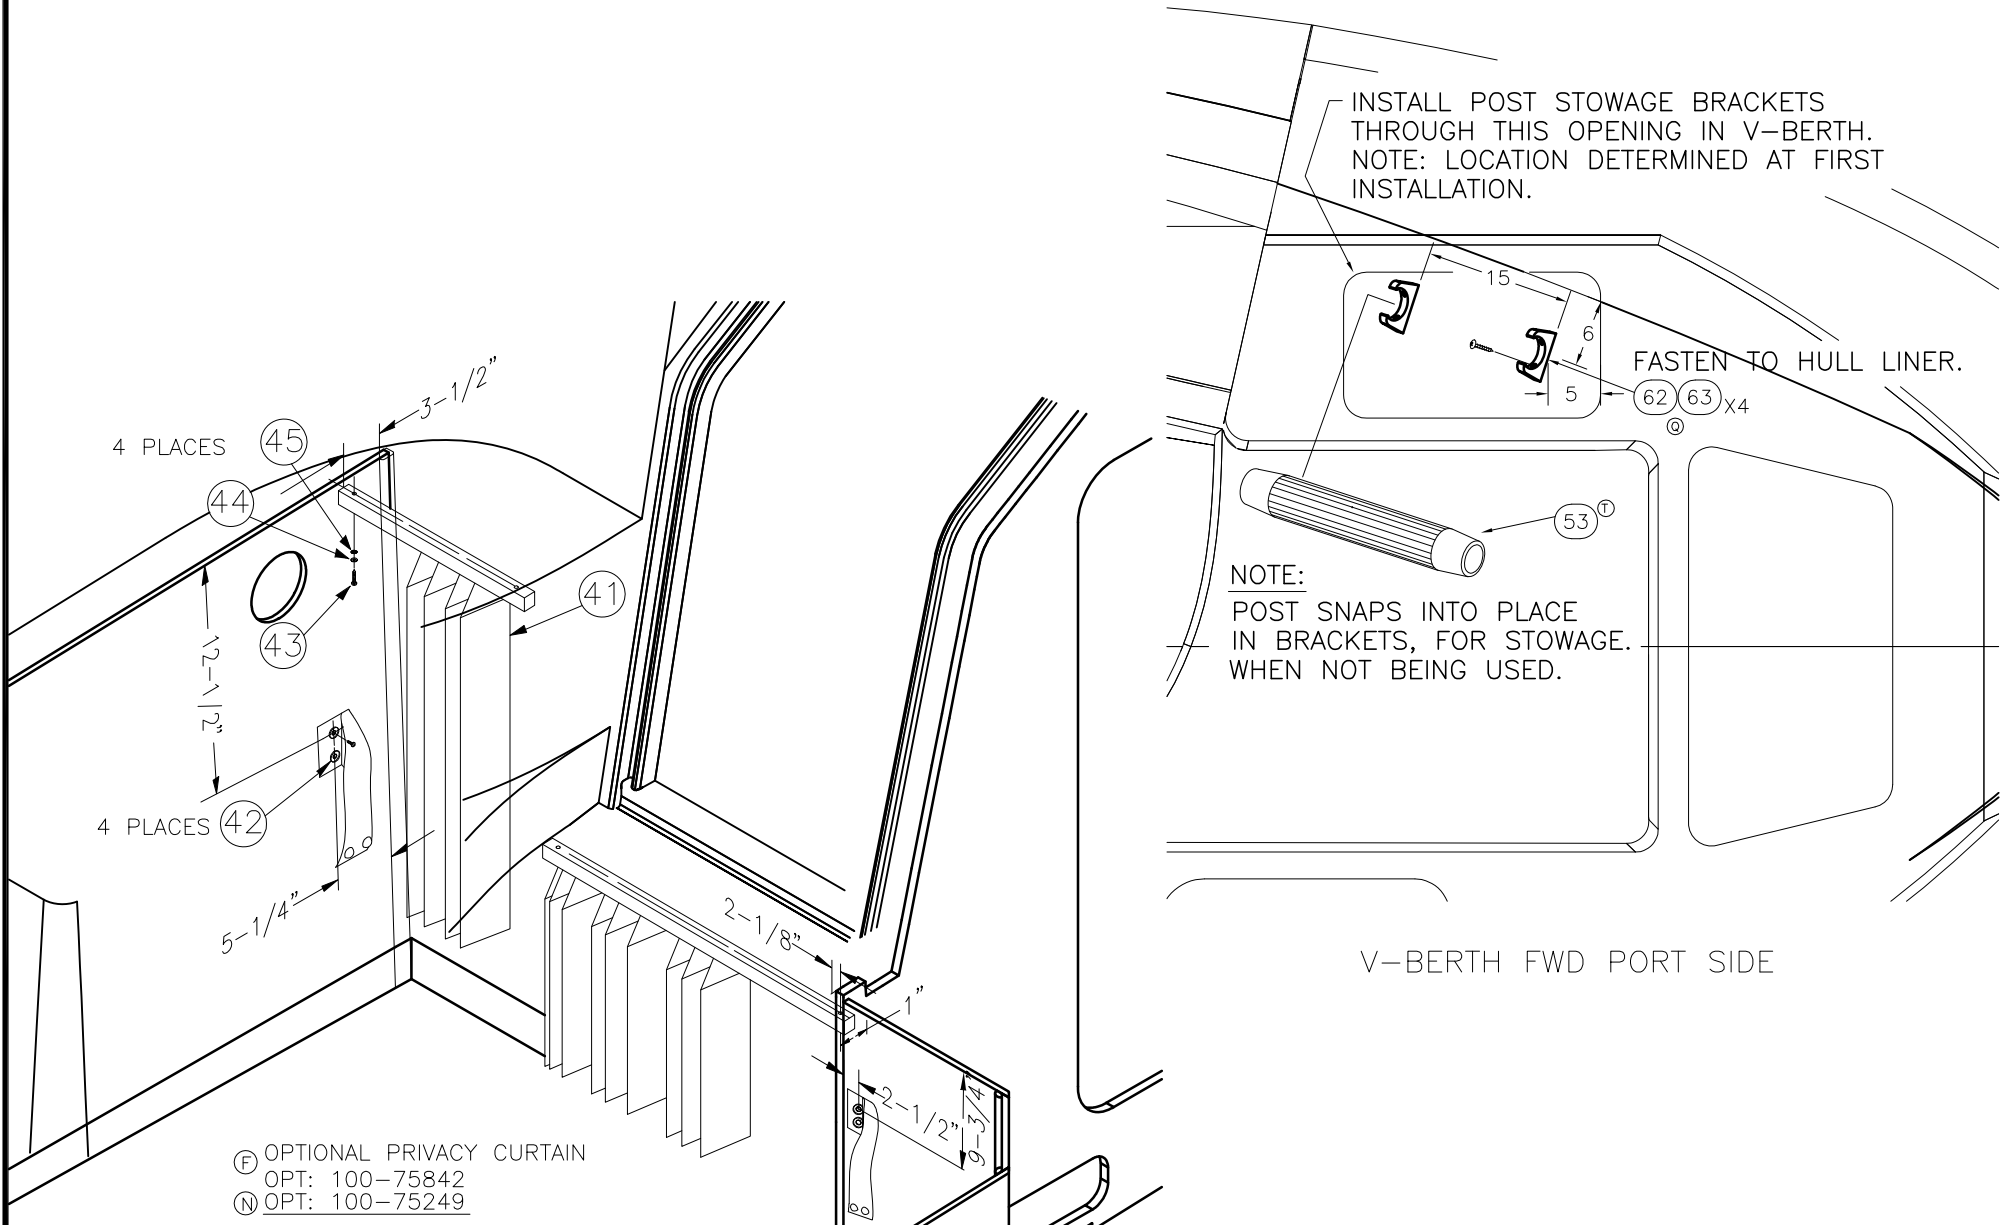 INSTALL POST STOWAGE BRACKETS
THROUGH THIS OPENING IN V-BERTH.
NOTE: LOCATION DETERMINED AT FIRST
INSTALLATION.
15
6
FASTEN TO HULL LINER.
5
62 63 X4
Q
53 T
NOTE:
POST SNAPS INTO PLACE
IN BRACKETS, FOR STOWAGE.
WHEN NOT BEING USED.
V-BERTH FWD PORT SIDE
3-1/2"
4 PLACES 45
44
41
43
12-1/2"
4 PLACES 42
5-1/4"
2-1/8"
1"
2-1/2"
9-3/4"
F OPTIONAL PRIVACY CURTAIN
OPT: 100-75842
N OPT: 100-75249